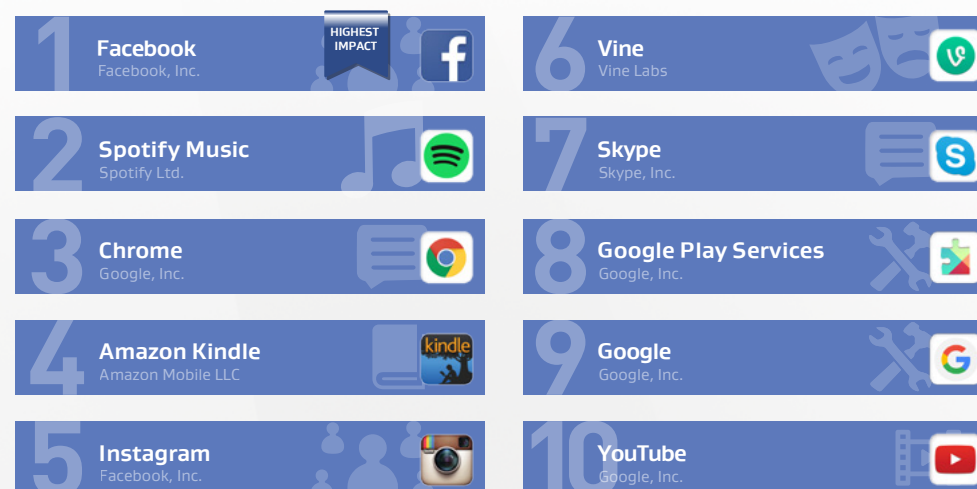 1
HIGHEST
IMPACT
Facebook
Facebook, Inc.
2
Spotify Music
Spotify Ltd.
3
Chrome
Google, Inc.
4
Amazon Kindle
Amazon Mobile LLC
kindle
5
Instagram
Facebook, Inc.
6
Vine
Vine Labs
7
Skype
Skype, Inc.
S
8
Google Play Services
Google, Inc.
9
Google
Google, Inc.
G
10
YouTube
Google, Inc.